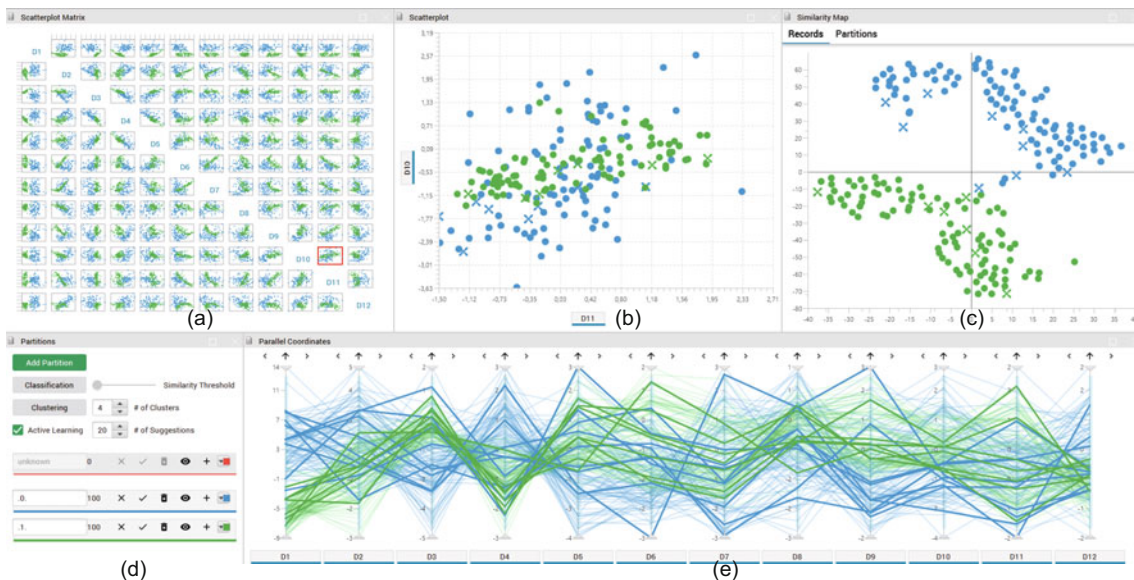 Scatterplot Matrix
D1
D2
D3
D4
D5
D6
D7
D8
D9
D10
D11
D12
(a)
Scatterplot
3,19
2,57
1,95
1,33
0,71
0,09
-0,53
-1,15
-1,77
-2,39
-3,01
-3,63
D10
-1,50 -1,12 -0,73 -0,35 0,04 0,42 0,80 1,18 1,56 1,95 2,33 2,71
D11
(b)
Similarity Map
Records Partitions
60
50
40
30
20
10
0
-10
-20
-30
-40
-50
-60
-70
-80
-40 -35 -30 -25 -20 -15 -10 -5 0 5 10 15 20 25 30 35
(c)
Partitions
Add Partition
Classification Similarity Threshold
Clustering 4 # of Clusters
Active Learning 20 # of Suggestions
unknown 0
.0. 100
.1. 100
(d)
Parallel Coordinates
14
11
7
3
-1
-5
D1 D2 D3 D4 D5 D6 D7 D8 D9 D10 D11 D12
(e)